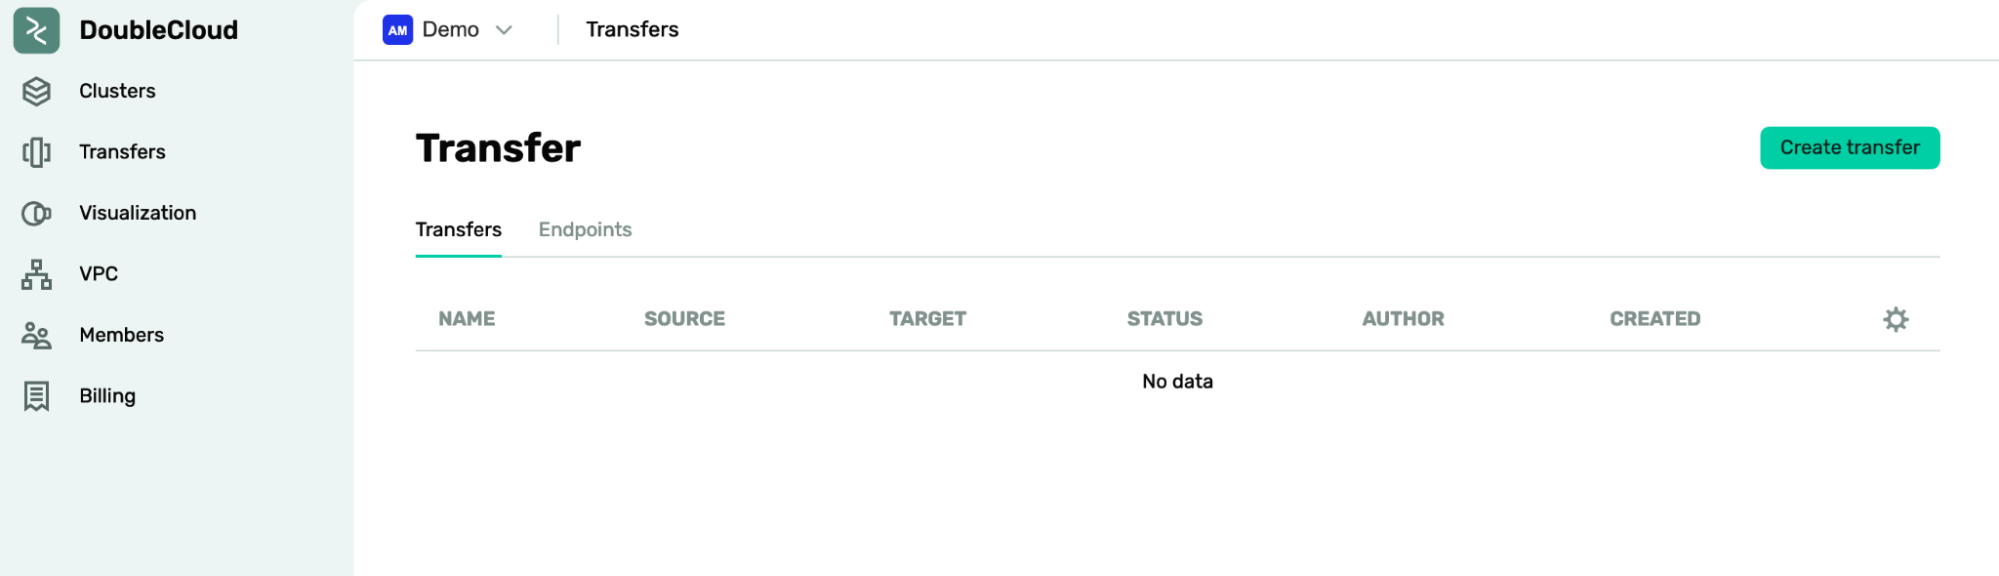 DoubleCloud
Clusters
Transfers
Visualization
VPC
Members
Billing
AM Demo Transfers
Transfer
Create transfer
Transfers Endpoints
NAME SOURCE TARGET STATUS AUTHOR CREATED
No data